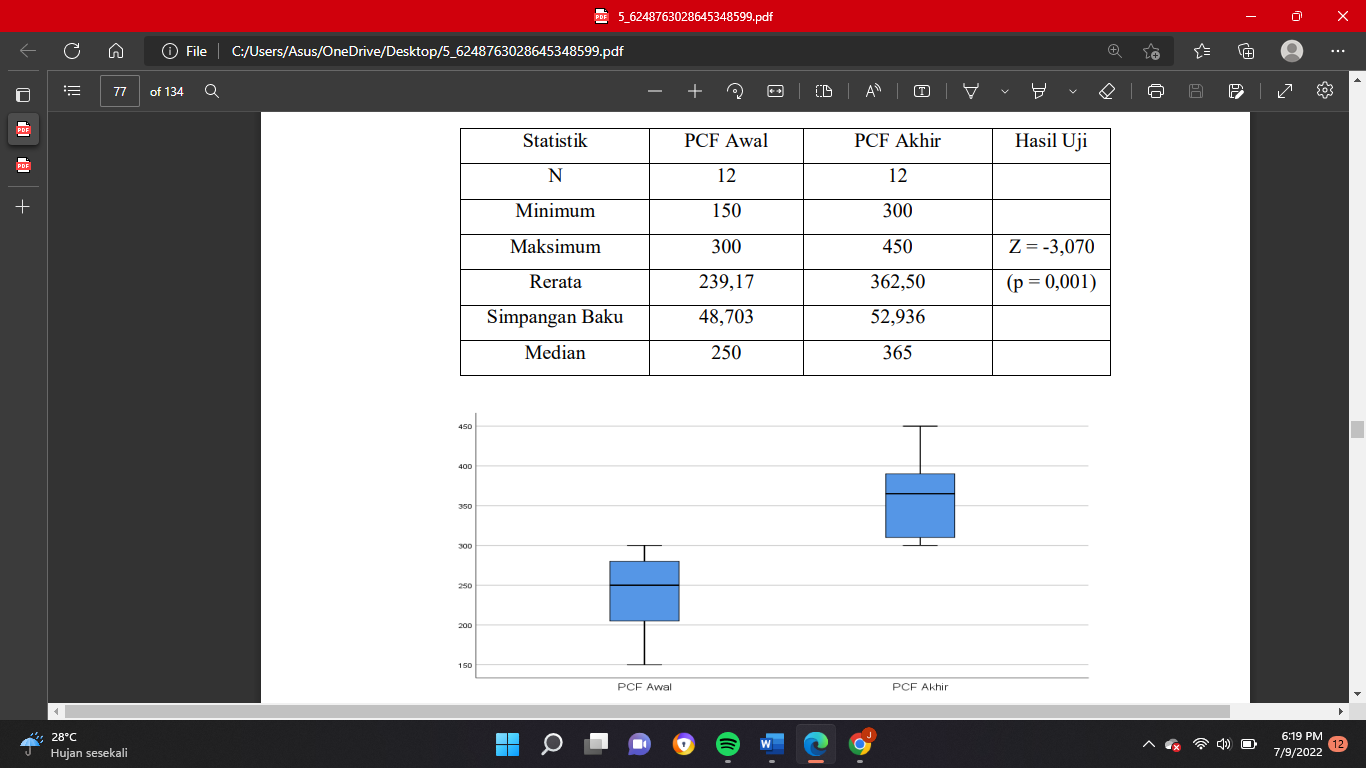 5_6248763028645348599.pdf
File C:/Users/Asus/OneDrive/Desktop/5_6248763028645348599.pdf
77 of 134
Statistik PCF Awal PCF Akhir Hasil Uji
N 12 12
Minimum 150 300
Maksimum 300 450 Z = -3,070
Rerata 239,17 362,50 (p = 0,001)
Simpangan Baku 48,703 52,936
Median 250 365
450
400
350
300
250
200
150
PCF Awal PCF Akhir
28°C
Hujan sesekali
6:19 PM
7/9/2022
12